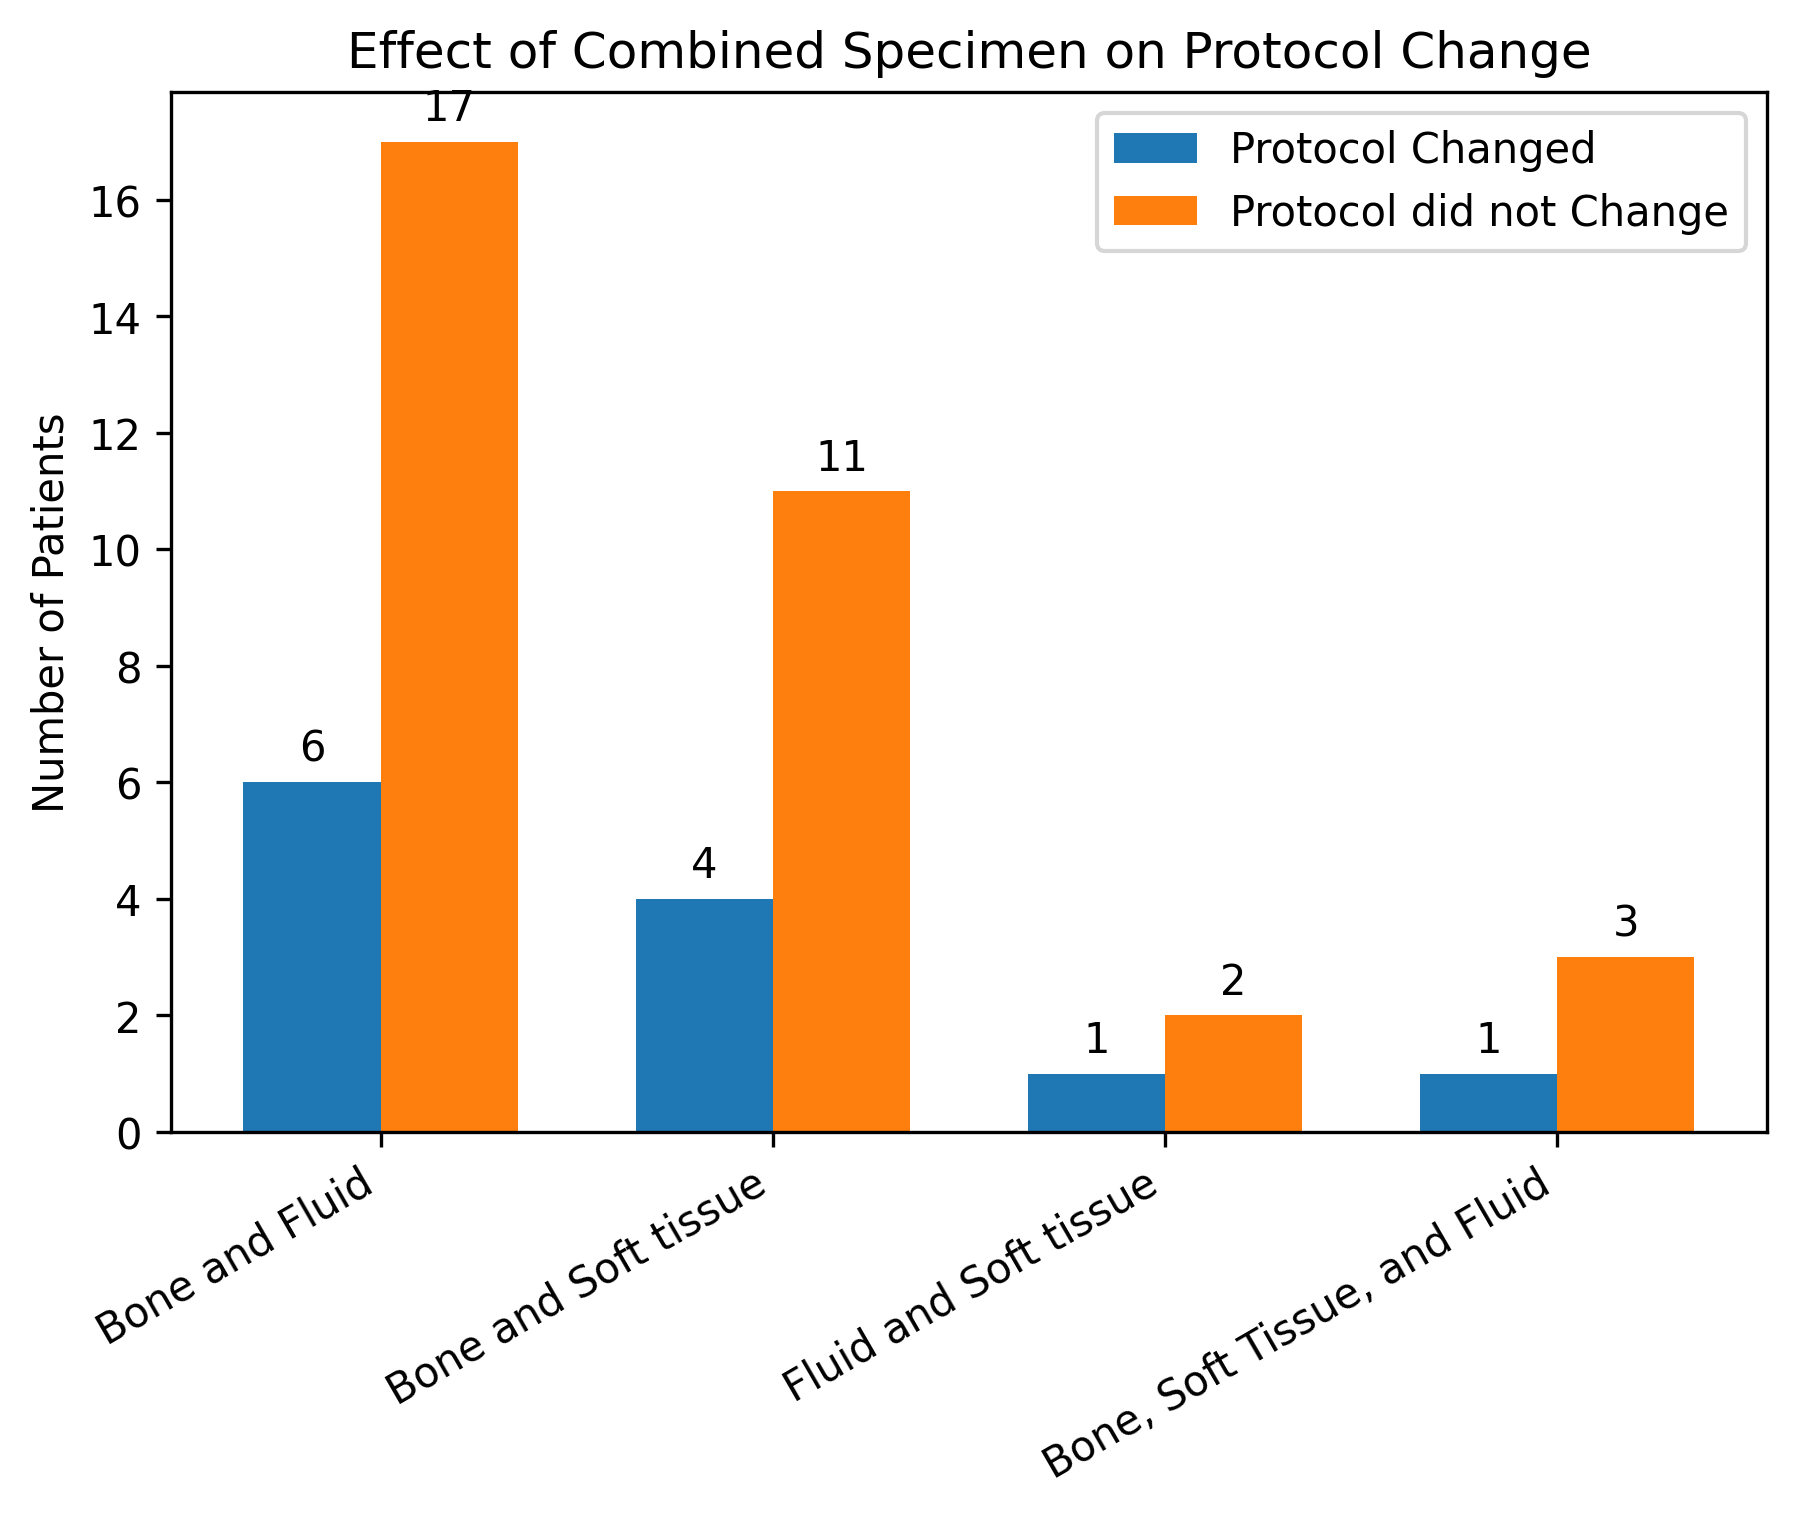 Effect of Combined Specimen on Protocol Change
Protocol Changed
Protocol did not Change
Number of Patients
16
14
12
10
8
6
4
2
0
6
17
4
11
1
2
1
3
Bone and Fluid
Bone and Soft tissue
Fluid and Soft tissue
Bone, Soft Tissue, and Fluid